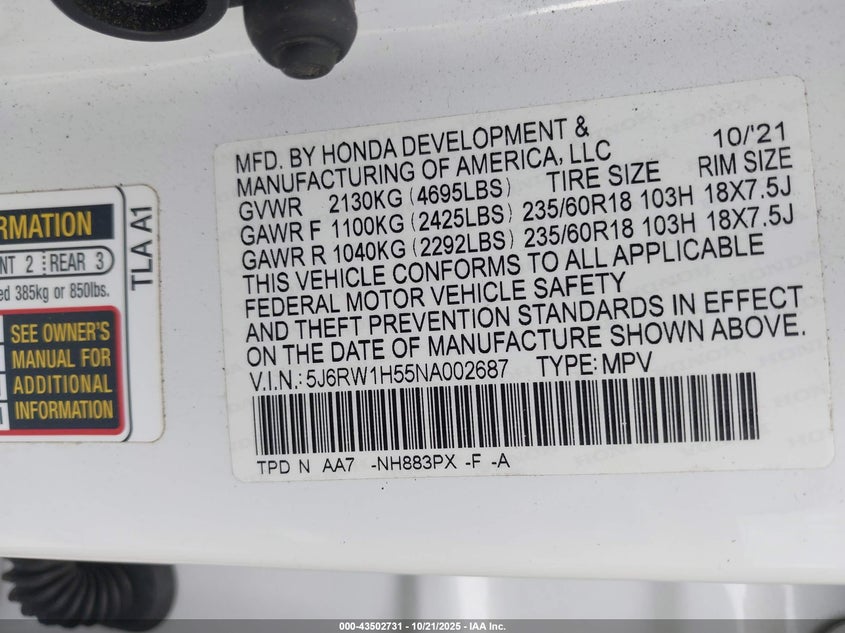 MFD. BY HONDA DEVELOPMENT & 10/'21
MANUFACTURING OF AMERICA, LLC
GVWR 2130KG (4695LBS) TIRE SIZE RIM SIZE
GAWR F 1100KG (2425LBS) 235/60R18 103H 18X7.5J
GAWR R 1040KG (2292LBS) 235/60R18 103H 18X7.5J
THIS VEHICLE CONFORMS TO ALL APPLICABLE
FEDERAL MOTOR VEHICLE SAFETY
AND THEFT PREVENTION STANDARDS IN EFFECT
ON THE DATE OF MANUFACTURE SHOWN ABOVE.
V.I.N.: 5J6RW1H55NA002687 TYPE: MPV
TPD N AA7 -NH883PX -F -A
TLA A1
2 REAR 3
385kg or 850lbs.
SEE OWNER'S
MANUAL FOR
ADDITIONAL
INFORMATION
000-43502731 - 10/21/2025 - IAA Inc.